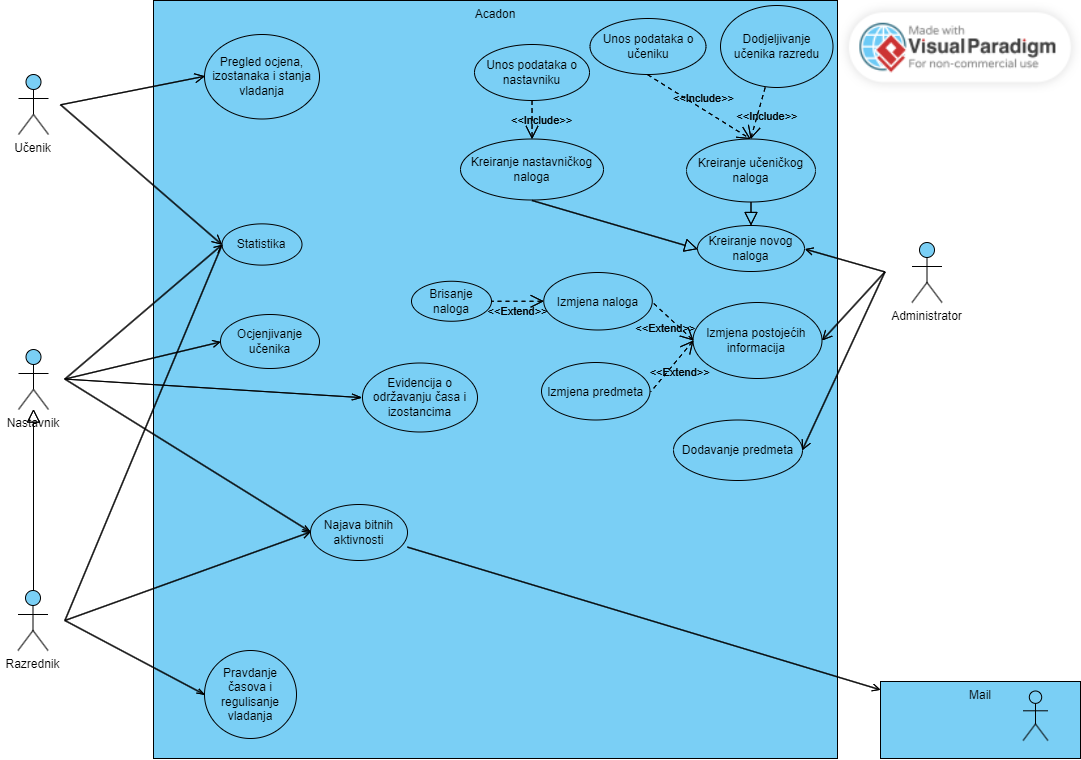 Acadon
Made with
VisualParadigm
For non-commercial use
Pregled ocjena,
izostanaka i stanja
vladanja
Unos podataka o
nastavniku
Unos podataka o
učeniku
Dodjeljivanje
učenika razredu
<<Include>>
<<Include>>
<<Include>>
Učenik
Kreiranje nastavničkog
naloga
Kreiranje učeničkog
naloga
Statistika
Kreiranje novog
naloga
Administrator
Brisanje
naloga
<<Extend>>
Izmjena naloga
<<Extend>>
Izmjena postojećih
informacija
Ocjenjivanje
učenika
<<Extend>>
Izmjena predmeta
Evidencija o
održavanju časa i
izostancima
Nastavnik
Dodavanje predmeta
Najava bitnih
aktivnosti
Razrednik
Pravdanje
časova i
regulisanje
vladanja
Mail